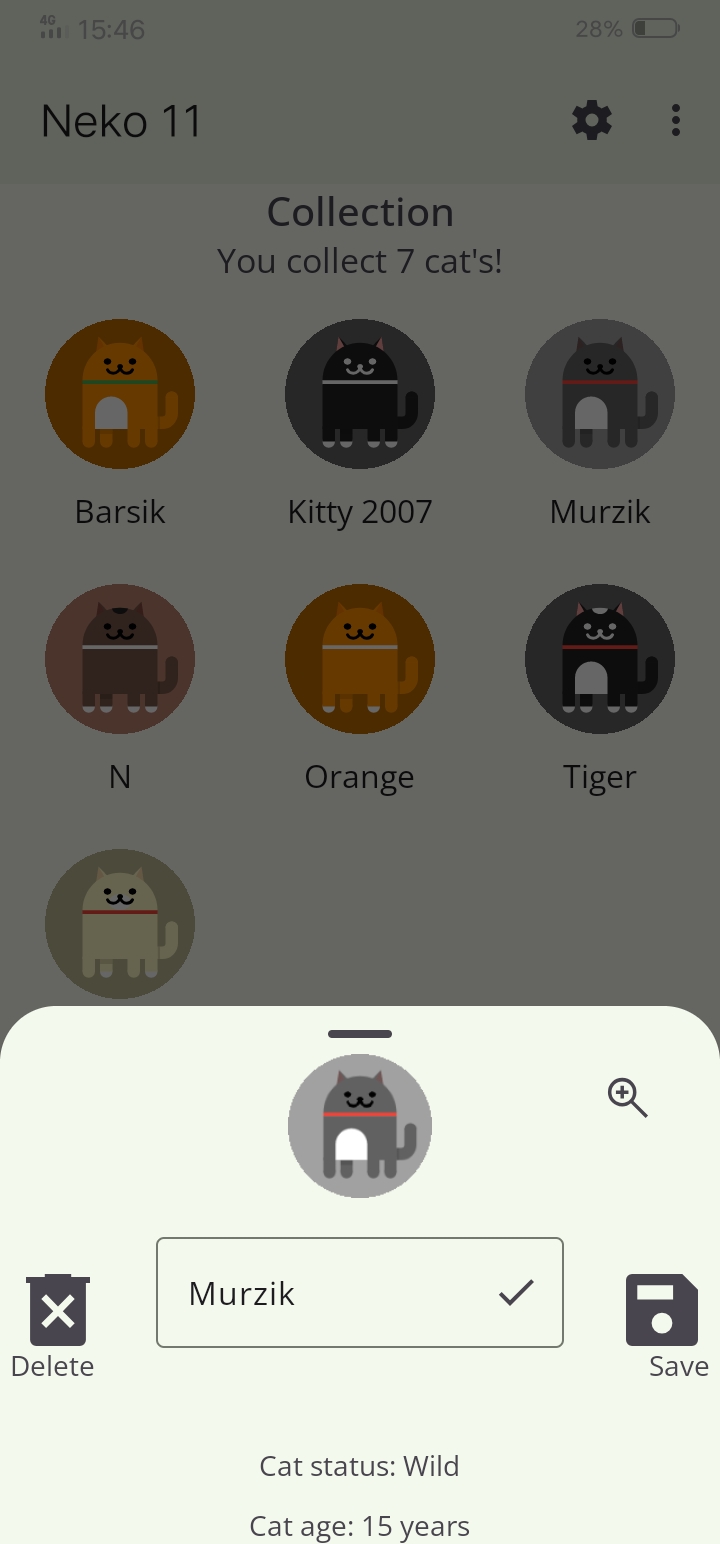 4G 15:46 28%
Neko 11
Collection
You collect 7 cat's!
Barsik Kitty 2007 Murzik
N Orange Tiger
Murzik
Delete Save
Cat status: Wild
Cat age: 15 years